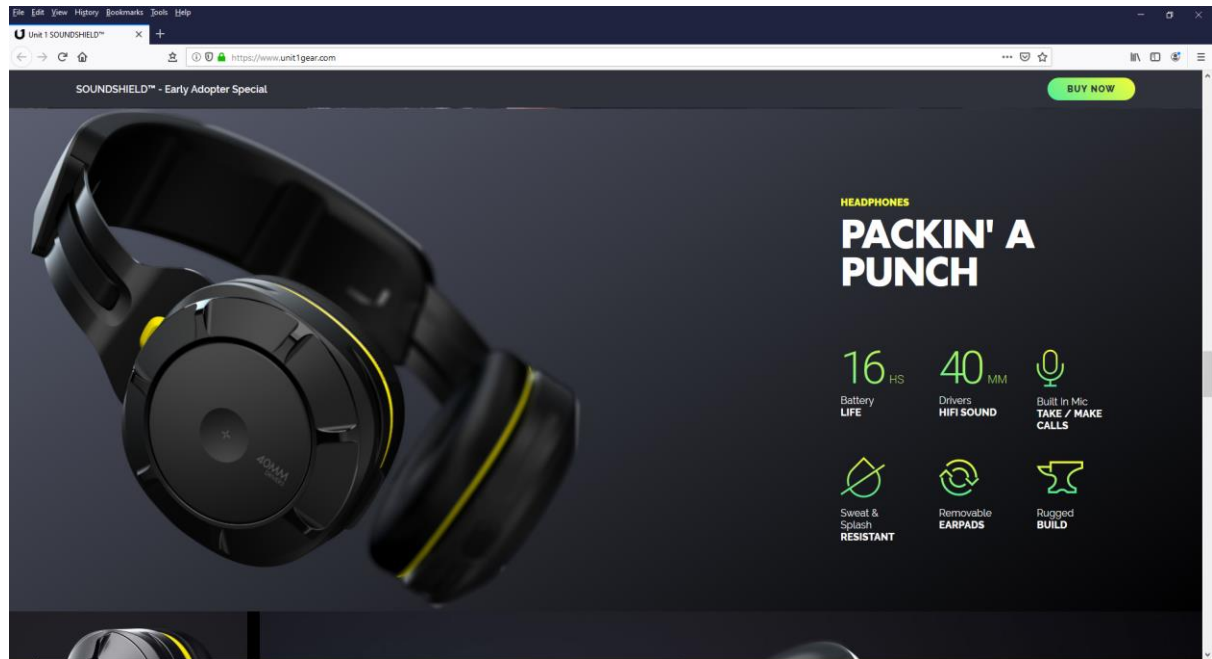 File Edit View History Bookmarks Tools Help
Unit 1 SOUNDSHIELD™
https://www.unit1gear.com
SOUNDSHIELD™ - Early Adopter Special
BUY NOW
HEADPHONES
PACKIN' A
PUNCH
16 HS
Battery
LIFE
40 MM
Drivers
HIFI SOUND
Built In Mic
TAKE / MAKE
CALLS
Sweat &
Splash
RESISTANT
Removable
EARPADS
Rugged
BUILD
40MM
DRIVERS